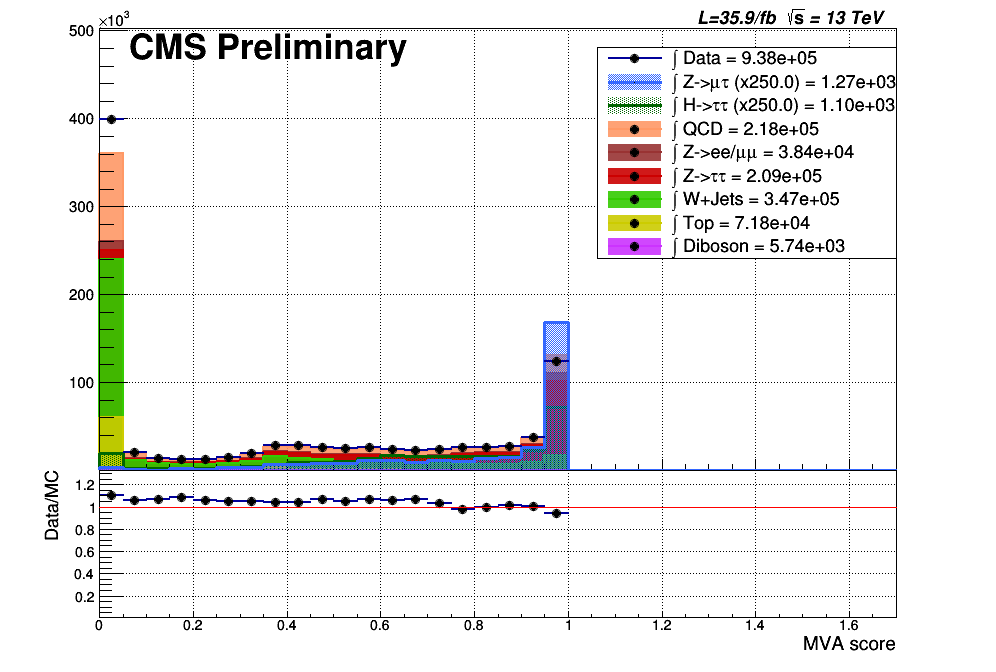 ×10³
L=35.9/fb √s = 13 TeV
CMS Preliminary
500
400
300
200
100
∫ Data = 9.38e+05
∫ Z->μτ (x250.0) = 1.27e+03
∫ H->ττ (x250.0) = 1.10e+03
∫ QCD = 2.18e+05
∫ Z->ee/μμ = 3.84e+04
∫ Z->ττ = 2.09e+05
∫ W+Jets = 3.47e+05
∫ Top = 7.18e+04
∫ Diboson = 5.74e+03
Data/MC
1.2
1
0.8
0.6
0.4
0.2
0 0.2 0.4 0.6 0.8 1 1.2 1.4 1.6
MVA score